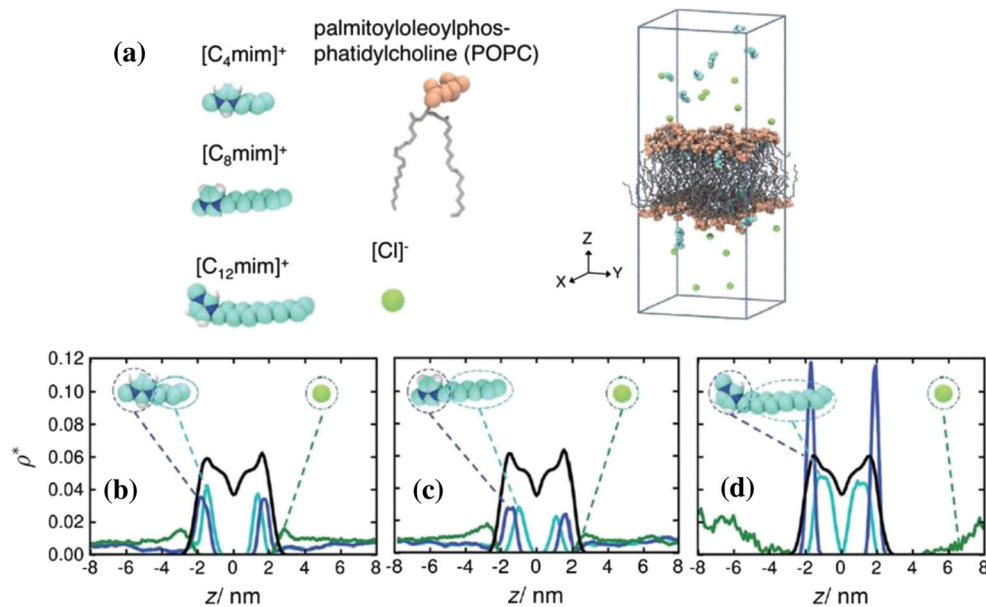 (a)
[C₄mim]⁺
palmitoyloleoylphos-
phatidylcholine (POPC)
[C₈mim]⁺
[C₁₂mim]⁺
[Cl]⁻
Z
X
Y
0.12
0.10
0.08
0.06
0.04
0.02
0.00
ρ*
(b)
(c)
(d)
-8 -6 -4 -2 0 2 4 6 8
-8 -6 -4 -2 0 2 4 6 8
-8 -6 -4 -2 0 2 4 6 8
z/ nm
z/ nm
z/ nm